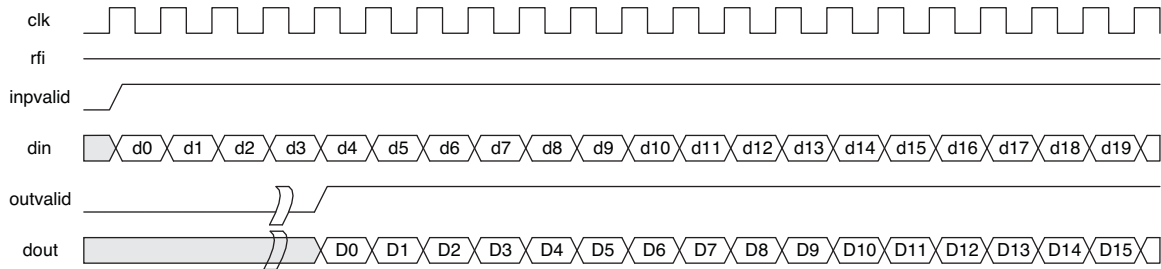 clk
rfi
inpvalid
din d0 d1 d2 d3 d4 d5 d6 d7 d8 d9 d10 d11 d12 d13 d14 d15 d16 d17 d18 d19
outvalid
dout D0 D1 D2 D3 D4 D5 D6 D7 D8 D9 D10 D11 D12 D13 D14 D15